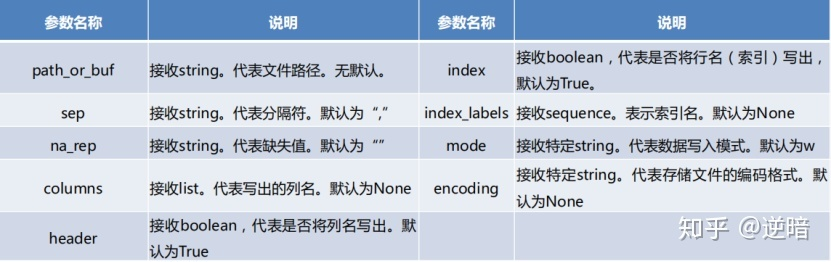 参数名称 说明 参数名称 说明
path_or_buf 接收string。代表文件路径。无默认。 index 接收boolean，代表是否将行名（索引）写出，
默认为True。
sep 接收string。代表分隔符。默认为“,” index_labels 接收sequence。表示索引名。默认为None
na_rep 接收string。代表缺失值。默认为“” mode 接收特定string。代表数据写入模式。默认为w
columns 接收list。代表写出的列名。默认为None encoding 接收特定string。代表存储文件的编码格式。默
认为None
header 接收boolean，代表是否将列名写出。默
认为True
知乎 @逆暗